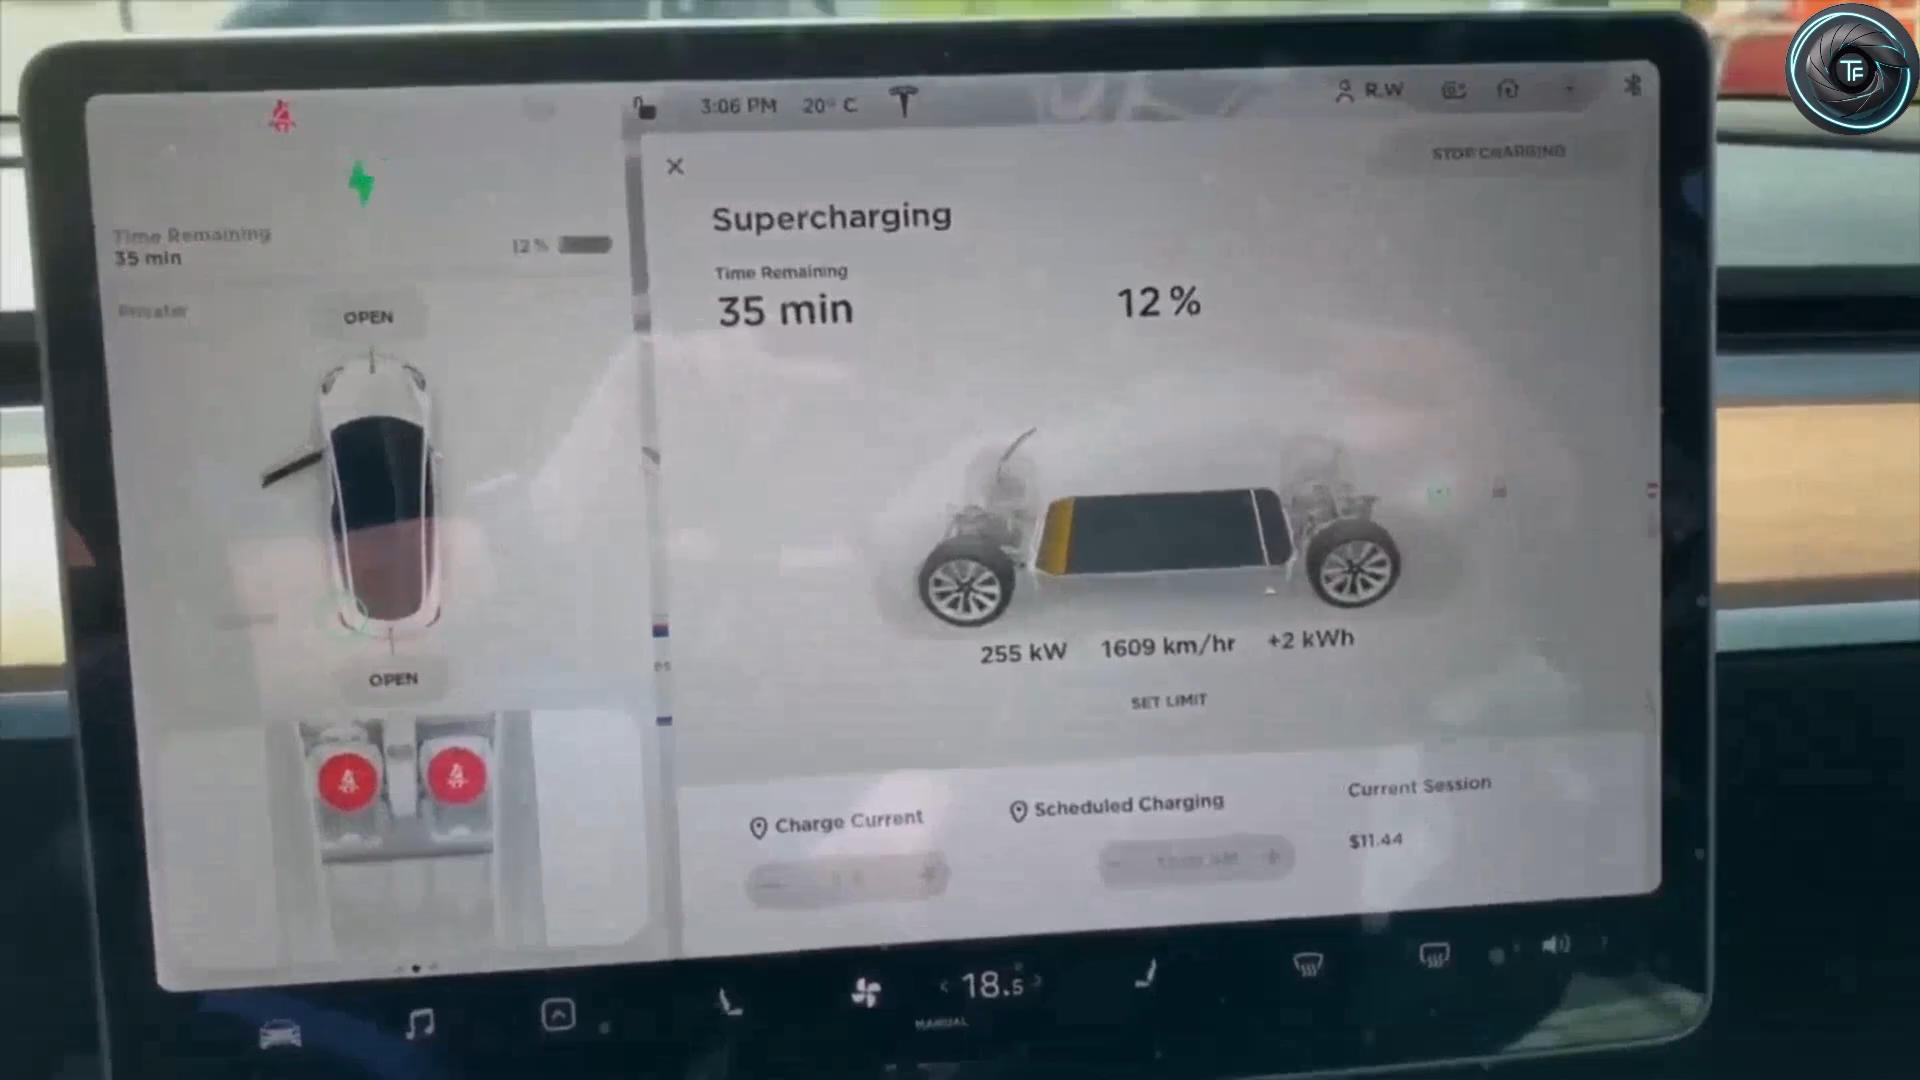 3:06 PM 20° C
R.W
STOP CHARGING
Supercharging
Time Remaining
35 min
12%
Time Remaining
35 min
12 %
OPEN
OPEN
255 kW 1609 km/hr +2 kWh
SET LIMIT
Charge Current
Scheduled Charging
Current Session
$11.44
18.5
MANUAL
TF